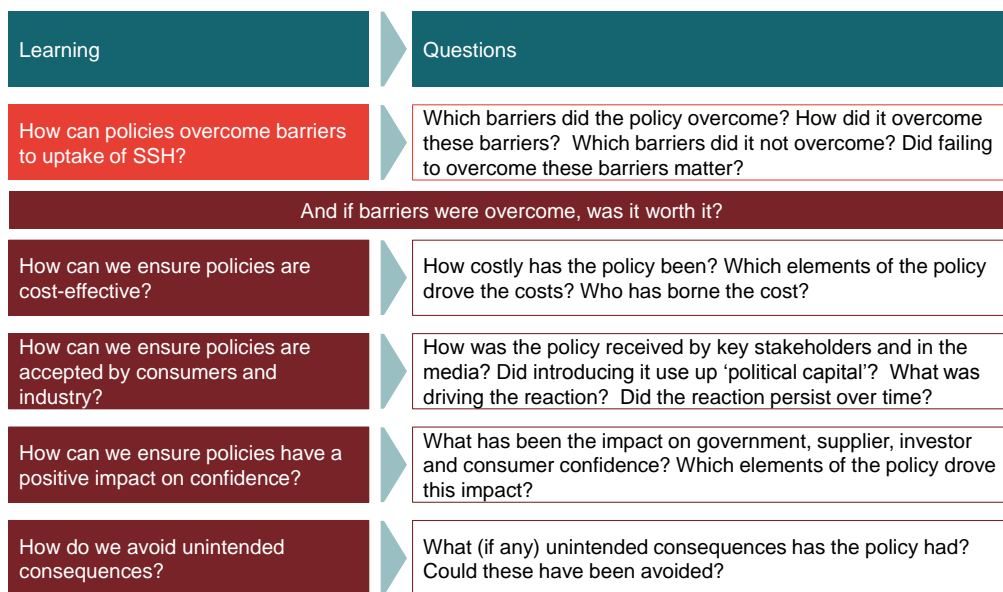 Learning
Questions
How can policies overcome barriers
to uptake of SSH?
Which barriers did the policy overcome? How did it overcome
these barriers?  Which barriers did it not overcome? Did failing
to overcome these barriers matter?
And if barriers were overcome, was it worth it?
How can we ensure policies are
cost-effective?
How costly has the policy been? Which elements of the policy
drove the costs? Who has borne the cost?
How can we ensure policies are
accepted by consumers and
industry?
How was the policy received by key stakeholders and in the
media? Did introducing it use up ‘political capital’?  What was
driving the reaction?  Did the reaction persist over time?
How can we ensure policies have a
positive impact on confidence?
What has been the impact on government, supplier, investor
and consumer confidence? Which elements of the policy drove
this impact?
How do we avoid unintended
consequences?
What (if any) unintended consequences has the policy had?
Could these have been avoided?